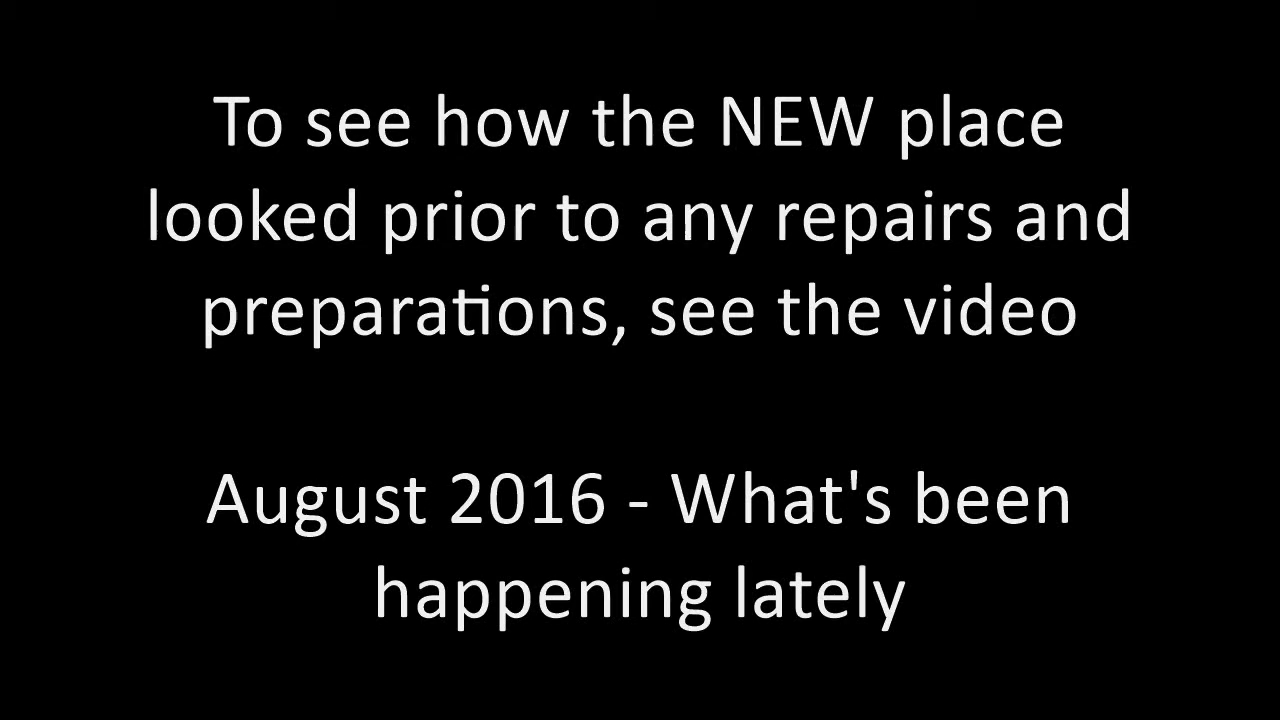 To see how the NEW place
looked prior to any repairs and
preparations, see the video
August 2016 - What's been
happening lately